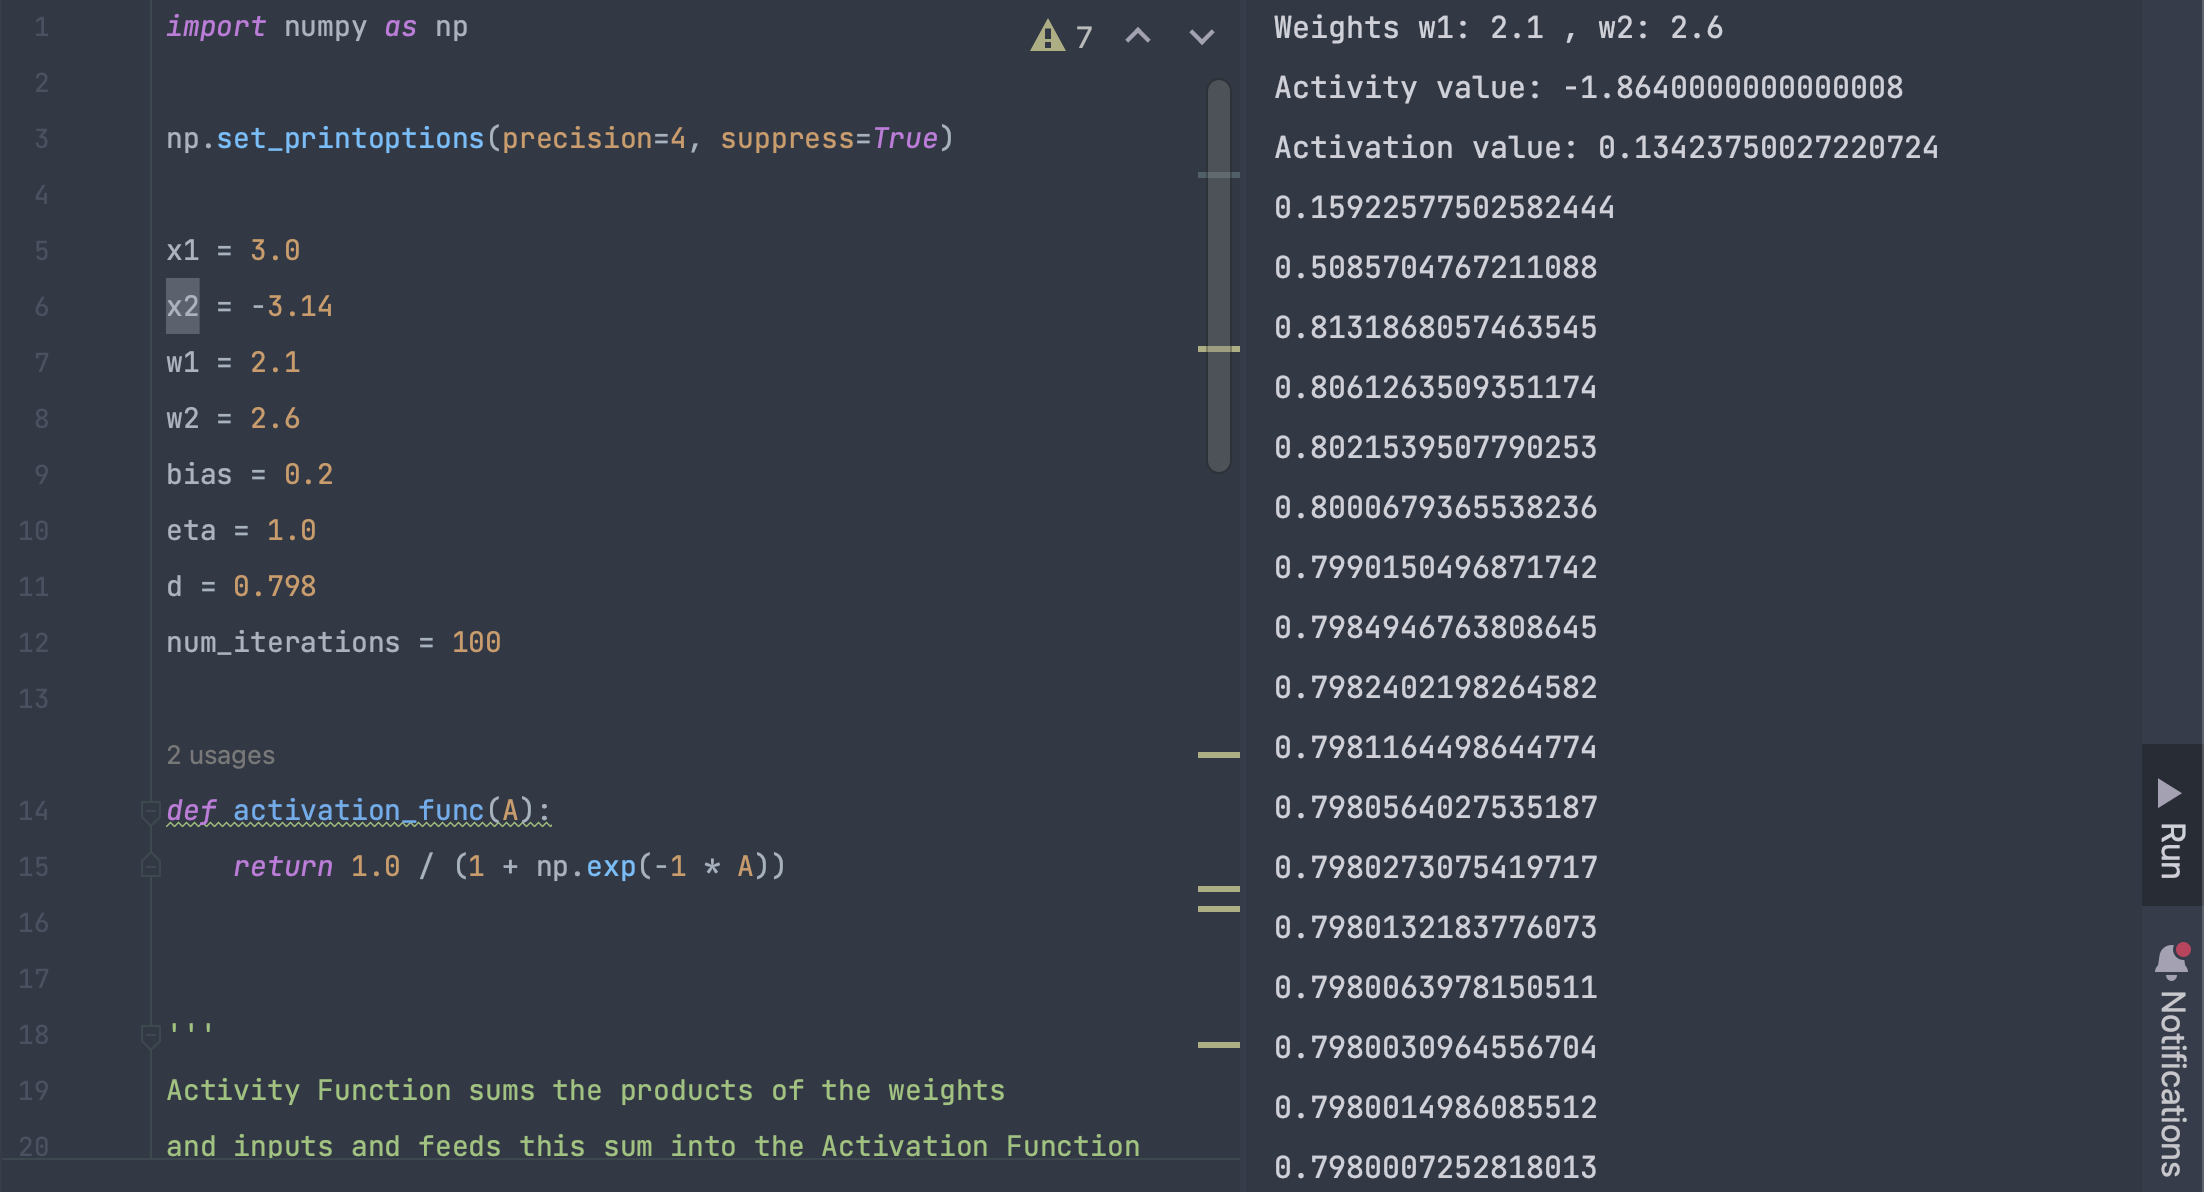 1 import numpy as np
7
2
3 np.set_printoptions(precision=4, suppress=True)
4
5 x1 = 3.0
6 x2 = -3.14
7 w1 = 2.1
8 w2 = 2.6
9 bias = 0.2
10 eta = 1.0
11 d = 0.798
12 num_iterations = 100
13
2 usages
14 def activation_func(A):
15 return 1.0 / (1 + np.exp(-1 * A))
16
17
18 '''
19 Activity Function sums the products of the weights
20 and inputs and feeds this sum into the Activation Function
Weights w1: 2.1 , w2: 2.6
Activity value: -1.8640000000000008
Activation value: 0.13423750027220724
0.15922577502582444
0.5085704767211088
0.8131868057463545
0.8061263509351174
0.8021539507790253
0.8000679365538236
0.7990150496871742
0.7984946763808645
0.7982402198264582
0.7981164498644774
0.7980564027535187
0.7980273075419717
0.7980132183776073
0.7980063978150511
0.7980030964556704
0.7980014986085512
0.7980007252818013
Run
Notifications